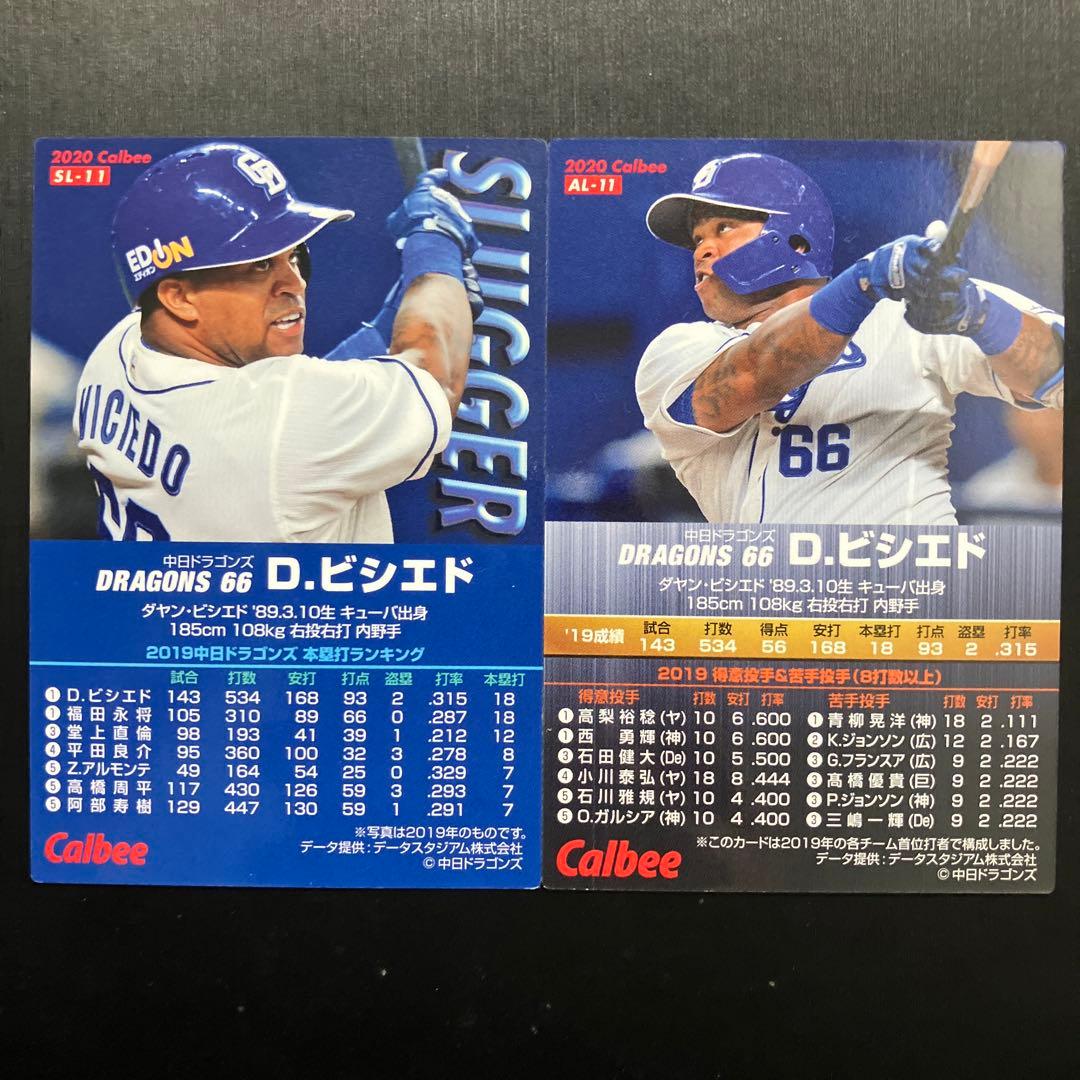 2020 Calbee
SL-11
SLUGGER
EDION
エディオン
VICIEDO
中日ドラゴンズ
DRAGONS 66 D.ビシエド
ダヤン・ビシエド '89.3.10生 キューバ出身
185cm 108kg 右投右打 内野手
2019中日ドラゴンズ 本塁打ランキング
試合 打数 安打 打点 盗塁 打率 本塁打
1 D.ビシエド 143 534 168 93 2 .315 18
1 福田永将 105 310 89 66 0 .287 18
3 堂上直倫 98 193 41 39 1 .212 12
4 平田良介 95 360 100 32 3 .278 8
5 Z.アルモンテ 49 164 54 25 0 .329 7
5 高橋周平 117 430 126 59 3 .293 7
5 阿部寿樹 129 447 130 59 1 .291 7
※写真は2019年のものです。
データ提供：データスタジアム株式会社
© 中日ドラゴンズ
Calbee
2020 Calbee
AL-11
66
中日ドラゴンズ
DRAGONS 66 D.ビシエド
ダヤン・ビシエド '89.3.10生 キューバ出身
185cm 108kg 右投右打 内野手
'19成績 試合 打数 得点 安打 本塁打 打点 盗塁 打率
143 534 56 168 18 93 2 .315
2019 得意投手&苦手投手(8打数以上)
得意投手 打数 安打 打率 苦手投手 打数 安打 打率
1 高梨裕稔(ヤ) 10 6 .600 1 青柳晃洋(神) 18 2 .111
1 西 勇輝(神) 10 6 .600 2 K.ジョンソン(広) 12 2 .167
3 石田健大(De) 10 5 .500 3 G.フランスア(広) 9 2 .222
4 小川泰弘(ヤ) 18 8 .444 3 髙橋優貴(巨) 9 2 .222
5 石川雅規(ヤ) 10 4 .400 3 P.ジョンソン(神) 9 2 .222
5 O.ガルシア(神) 10 4 .400 3 三嶋一輝(De) 9 2 .222
※このカードは2019年の各チーム首位打者で構成しました。
データ提供：データスタジアム株式会社
© 中日ドラゴンズ
Calbee